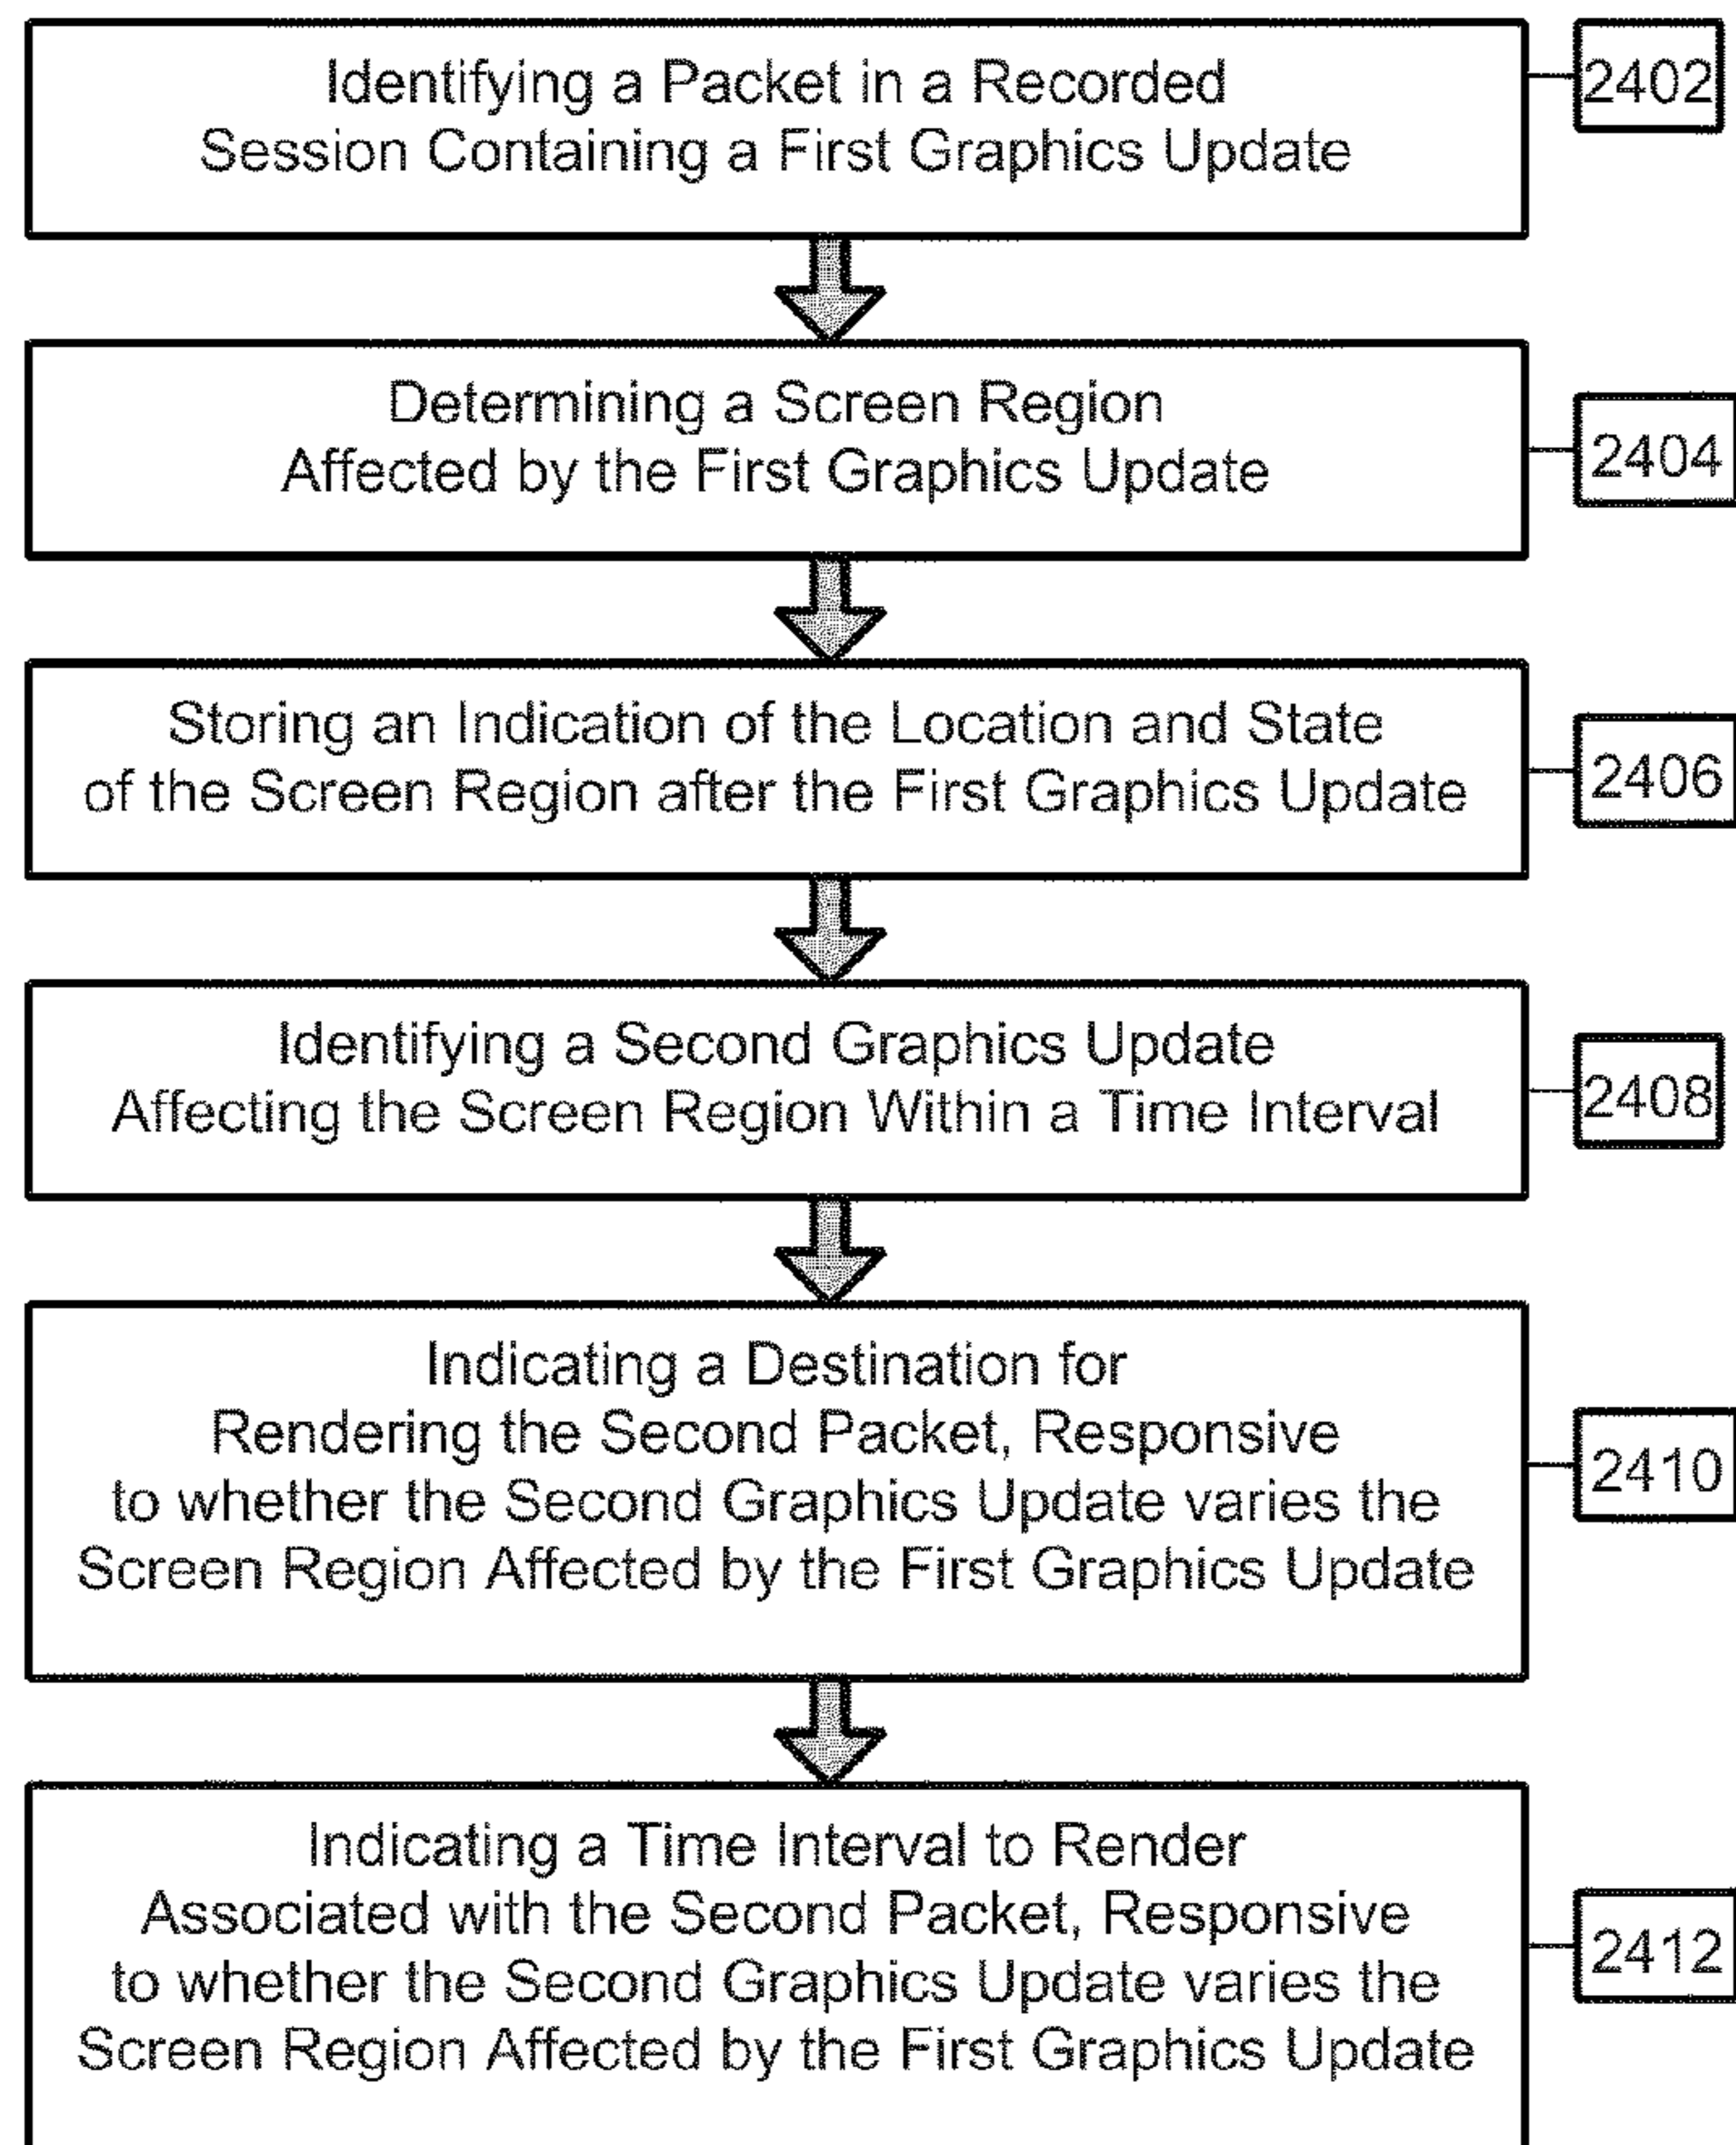 Identifying a Packet in a Recorded
Session Containing a First Graphics Update
2402
Determining a Screen Region
Affected by the First Graphics Update
2404
Storing an Indication of the Location and State
of the Screen Region after the First Graphics Update
2406
Identifying a Second Graphics Update
Affecting the Screen Region Within a Time Interval
2408
Indicating a Destination for
Rendering the Second Packet, Responsive
to whether the Second Graphics Update varies the
Screen Region Affected by the First Graphics Update
2410
Indicating a Time Interval to Render
Associated with the Second Packet, Responsive
to whether the Second Graphics Update varies the
Screen Region Affected by the First Graphics Update
2412